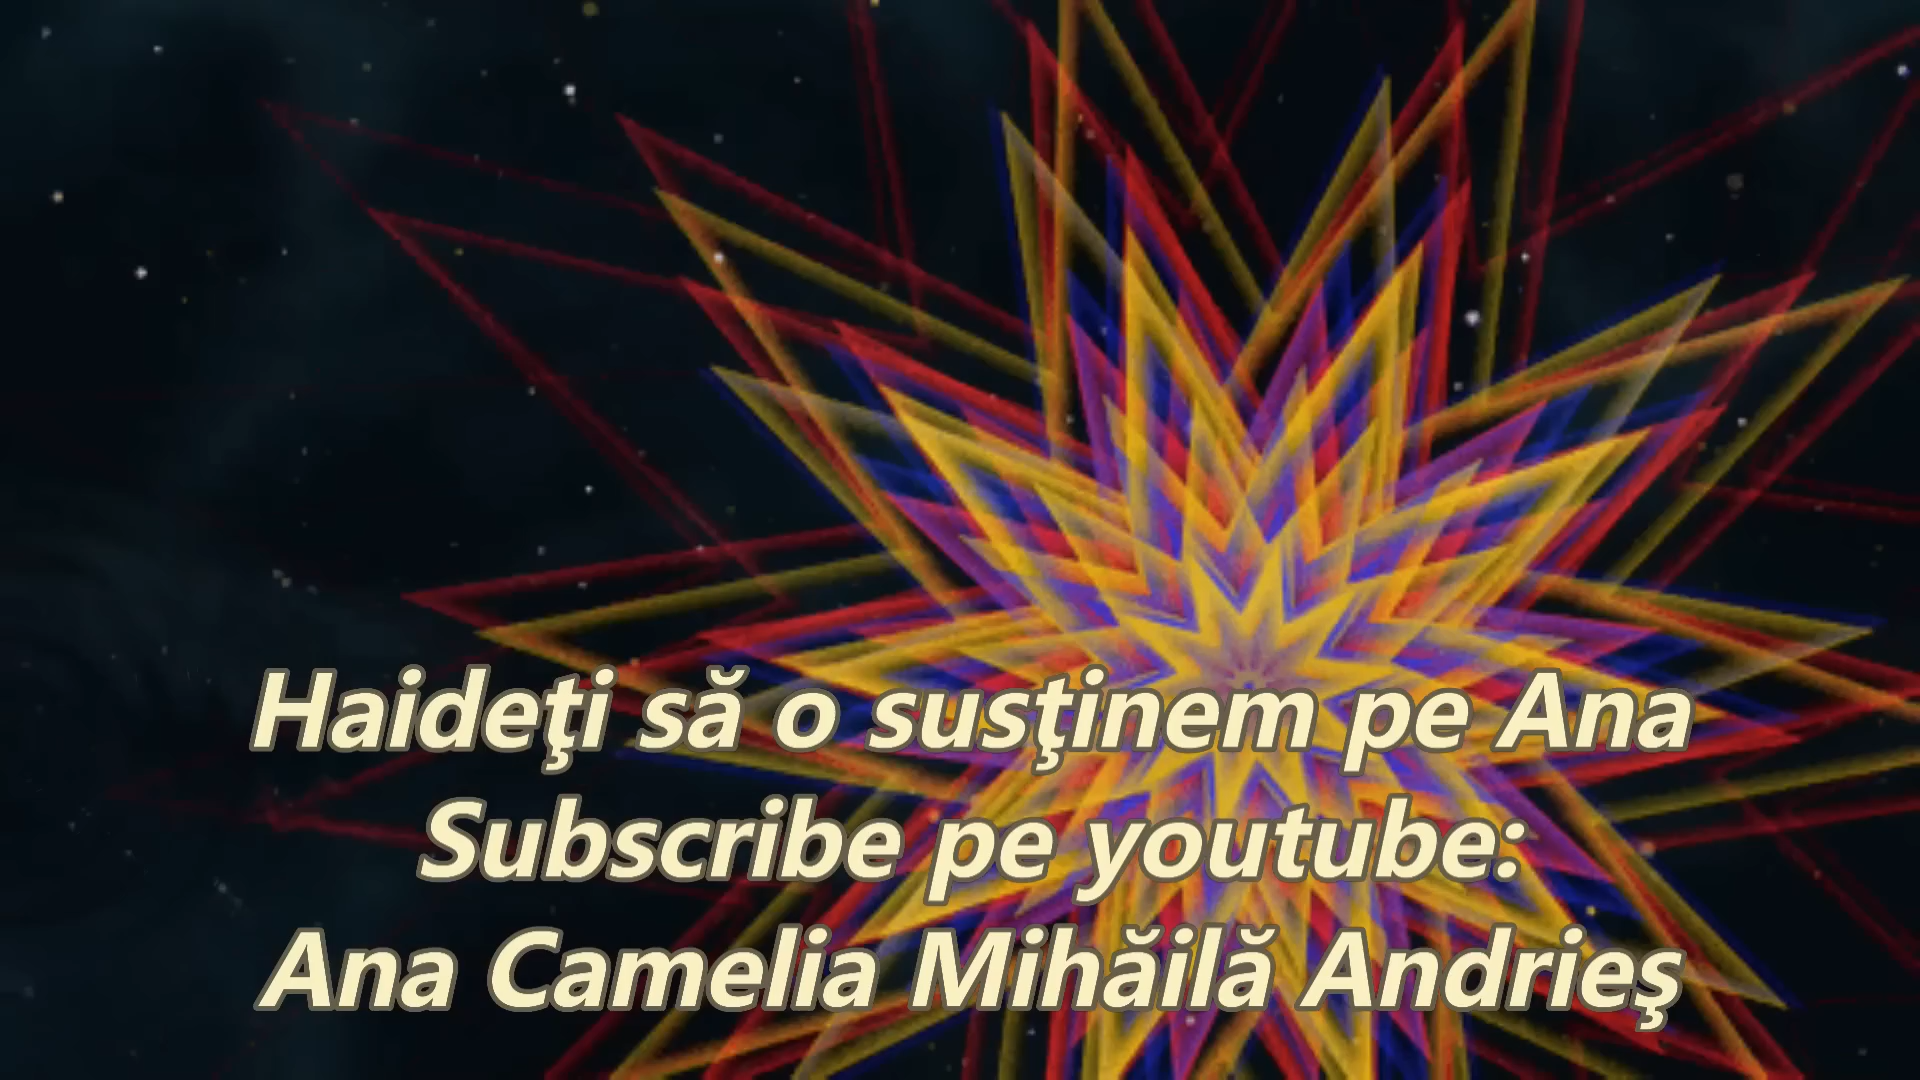 Haideţi să o susţinem pe Ana
Subscribe pe youtube:
Ana Camelia Mihăilă Andrieş